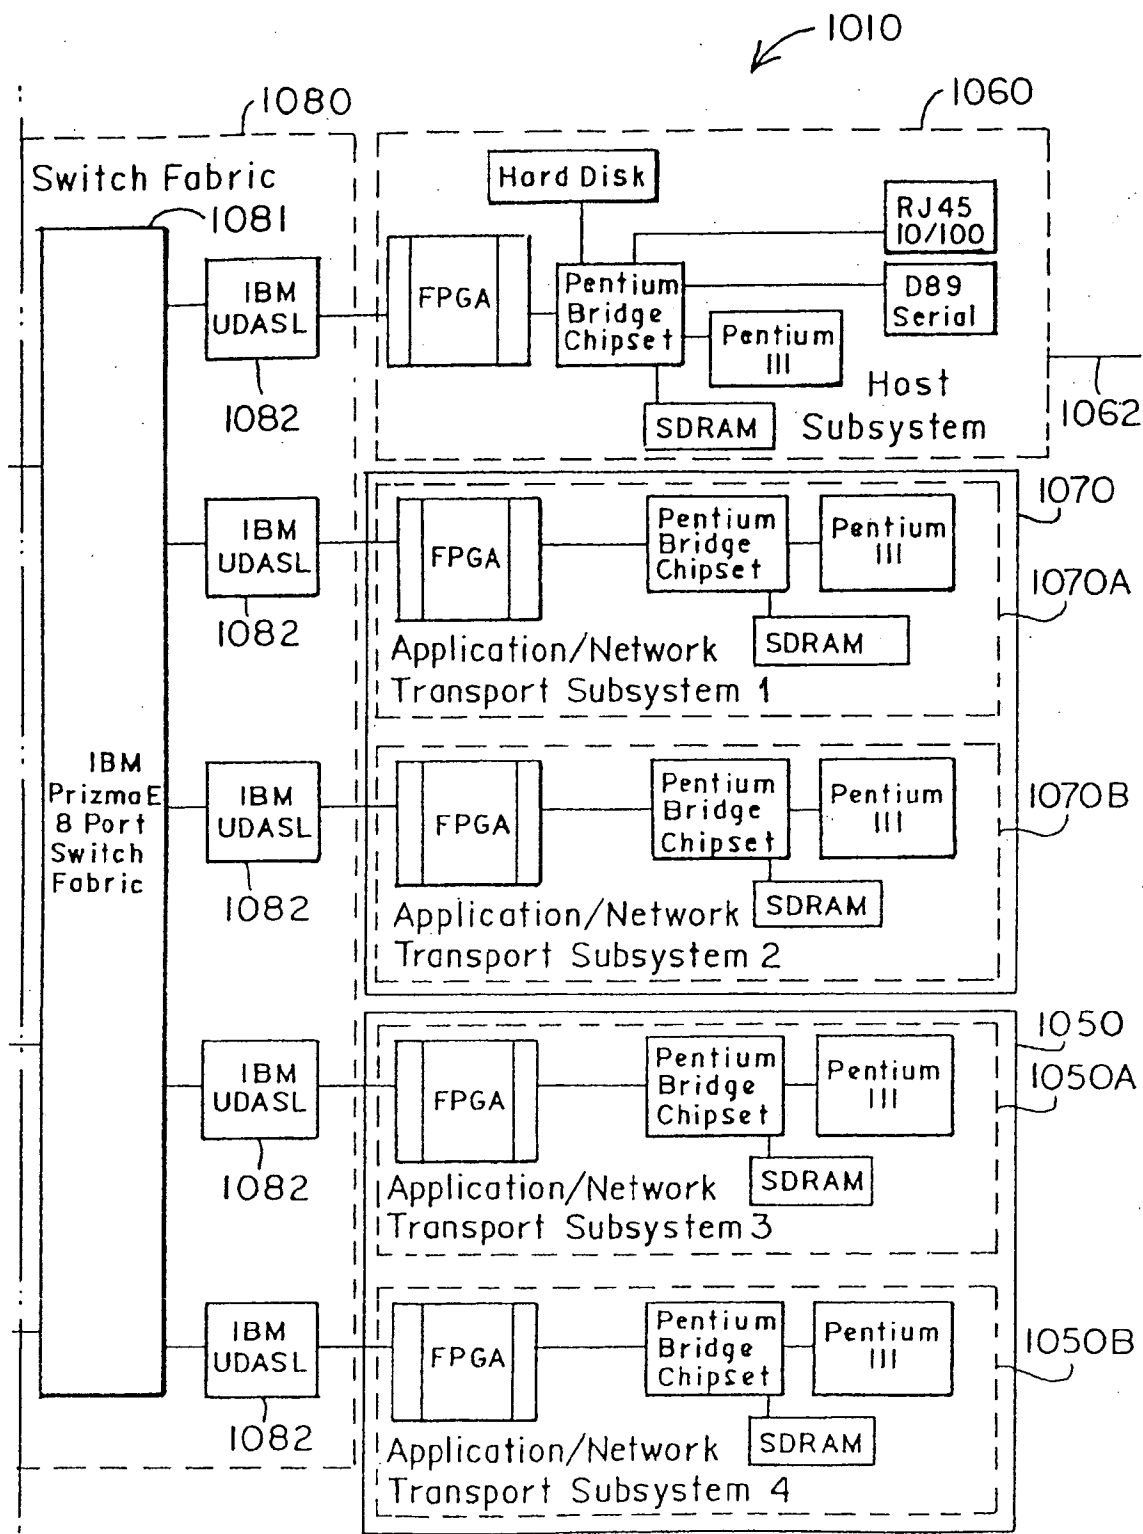 1010
1080
1060
Switch Fabric
1081
Hard Disk
RJ45
10/100
IBM
UDASL
FPGA
Pentium
Bridge
Chipset
D89
Serial
Pentium
III
1082
SDRAM
Host
Subsystem
1062
IBM
UDASL
FPGA
Pentium
Bridge
Chipset
Pentium
III
1070
1070A
1082
SDRAM
Application/Network
Transport Subsystem 1
IBM
PrizmaE
8 Port
Switch
Fabric
IBM
UDASL
FPGA
Pentium
Bridge
Chipset
Pentium
III
1070B
1082
SDRAM
Application/Network
Transport Subsystem 2
IBM
UDASL
FPGA
Pentium
Bridge
Chipset
Pentium
III
1050
1050A
1082
SDRAM
Application/Network
Transport Subsystem 3
IBM
UDASL
FPGA
Pentium
Bridge
Chipset
Pentium
III
1050B
1082
SDRAM
Application/Network
Transport Subsystem 4